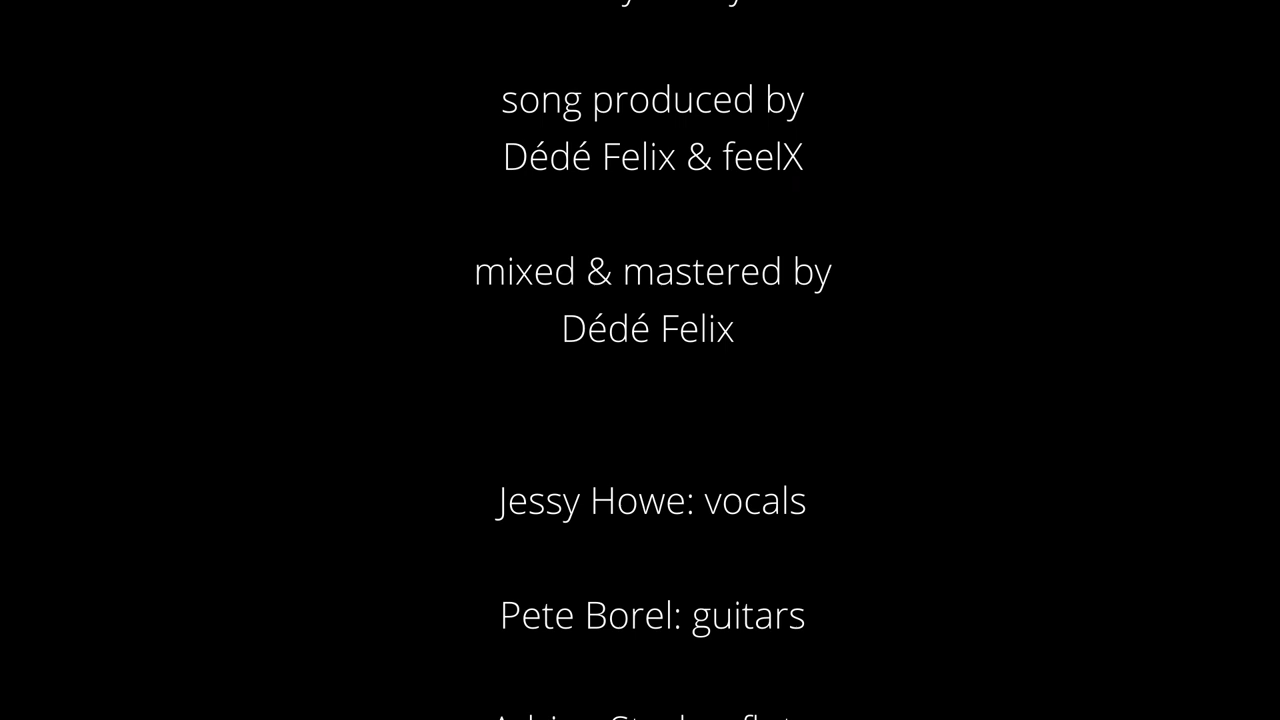 song produced by
Dédé Felix & feelX
mixed & mastered by
Dédé Felix
Jessy Howe: vocals
Pete Borel: guitars